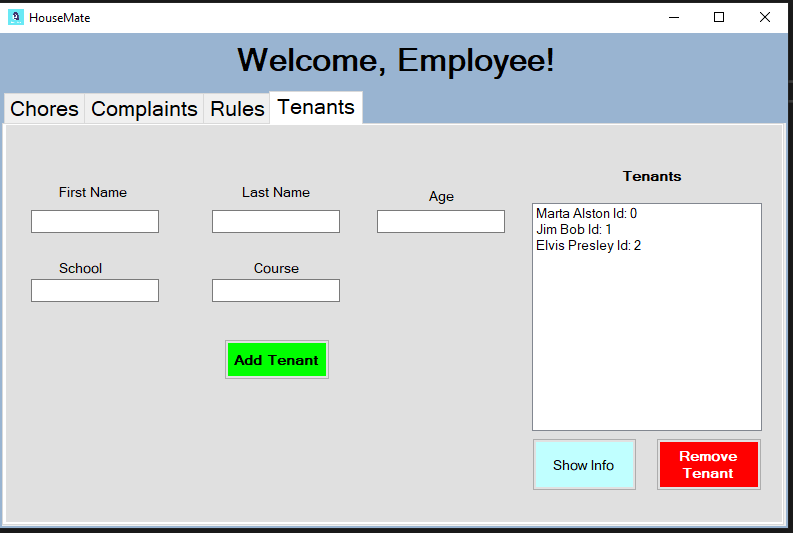 HouseMate
Welcome, Employee!
Chores
Complaints
Rules
Tenants
First Name
Last Name
Age
School
Course
Add Tenant
Tenants
Marta Alston Id: 0
Jim Bob Id: 1
Elvis Presley Id: 2
Show Info
Remove
Tenant